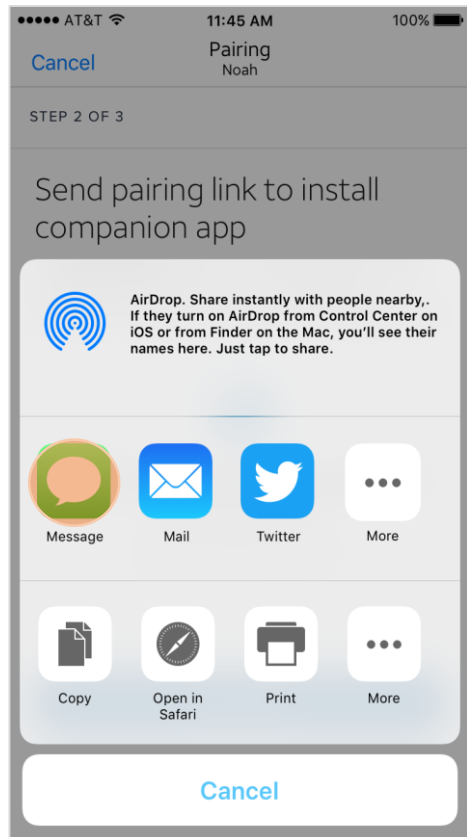 AT&T 11:45 AM 100%
Cancel Pairing
Noah
STEP 2 OF 3
Send pairing link to install
companion app
AirDrop. Share instantly with people nearby,.
If they turn on AirDrop from Control Center on
iOS or from Finder on the Mac, you’ll see their
names here. Just tap to share.
Message Mail Twitter More
Copy Open in Print More
Safari
Cancel